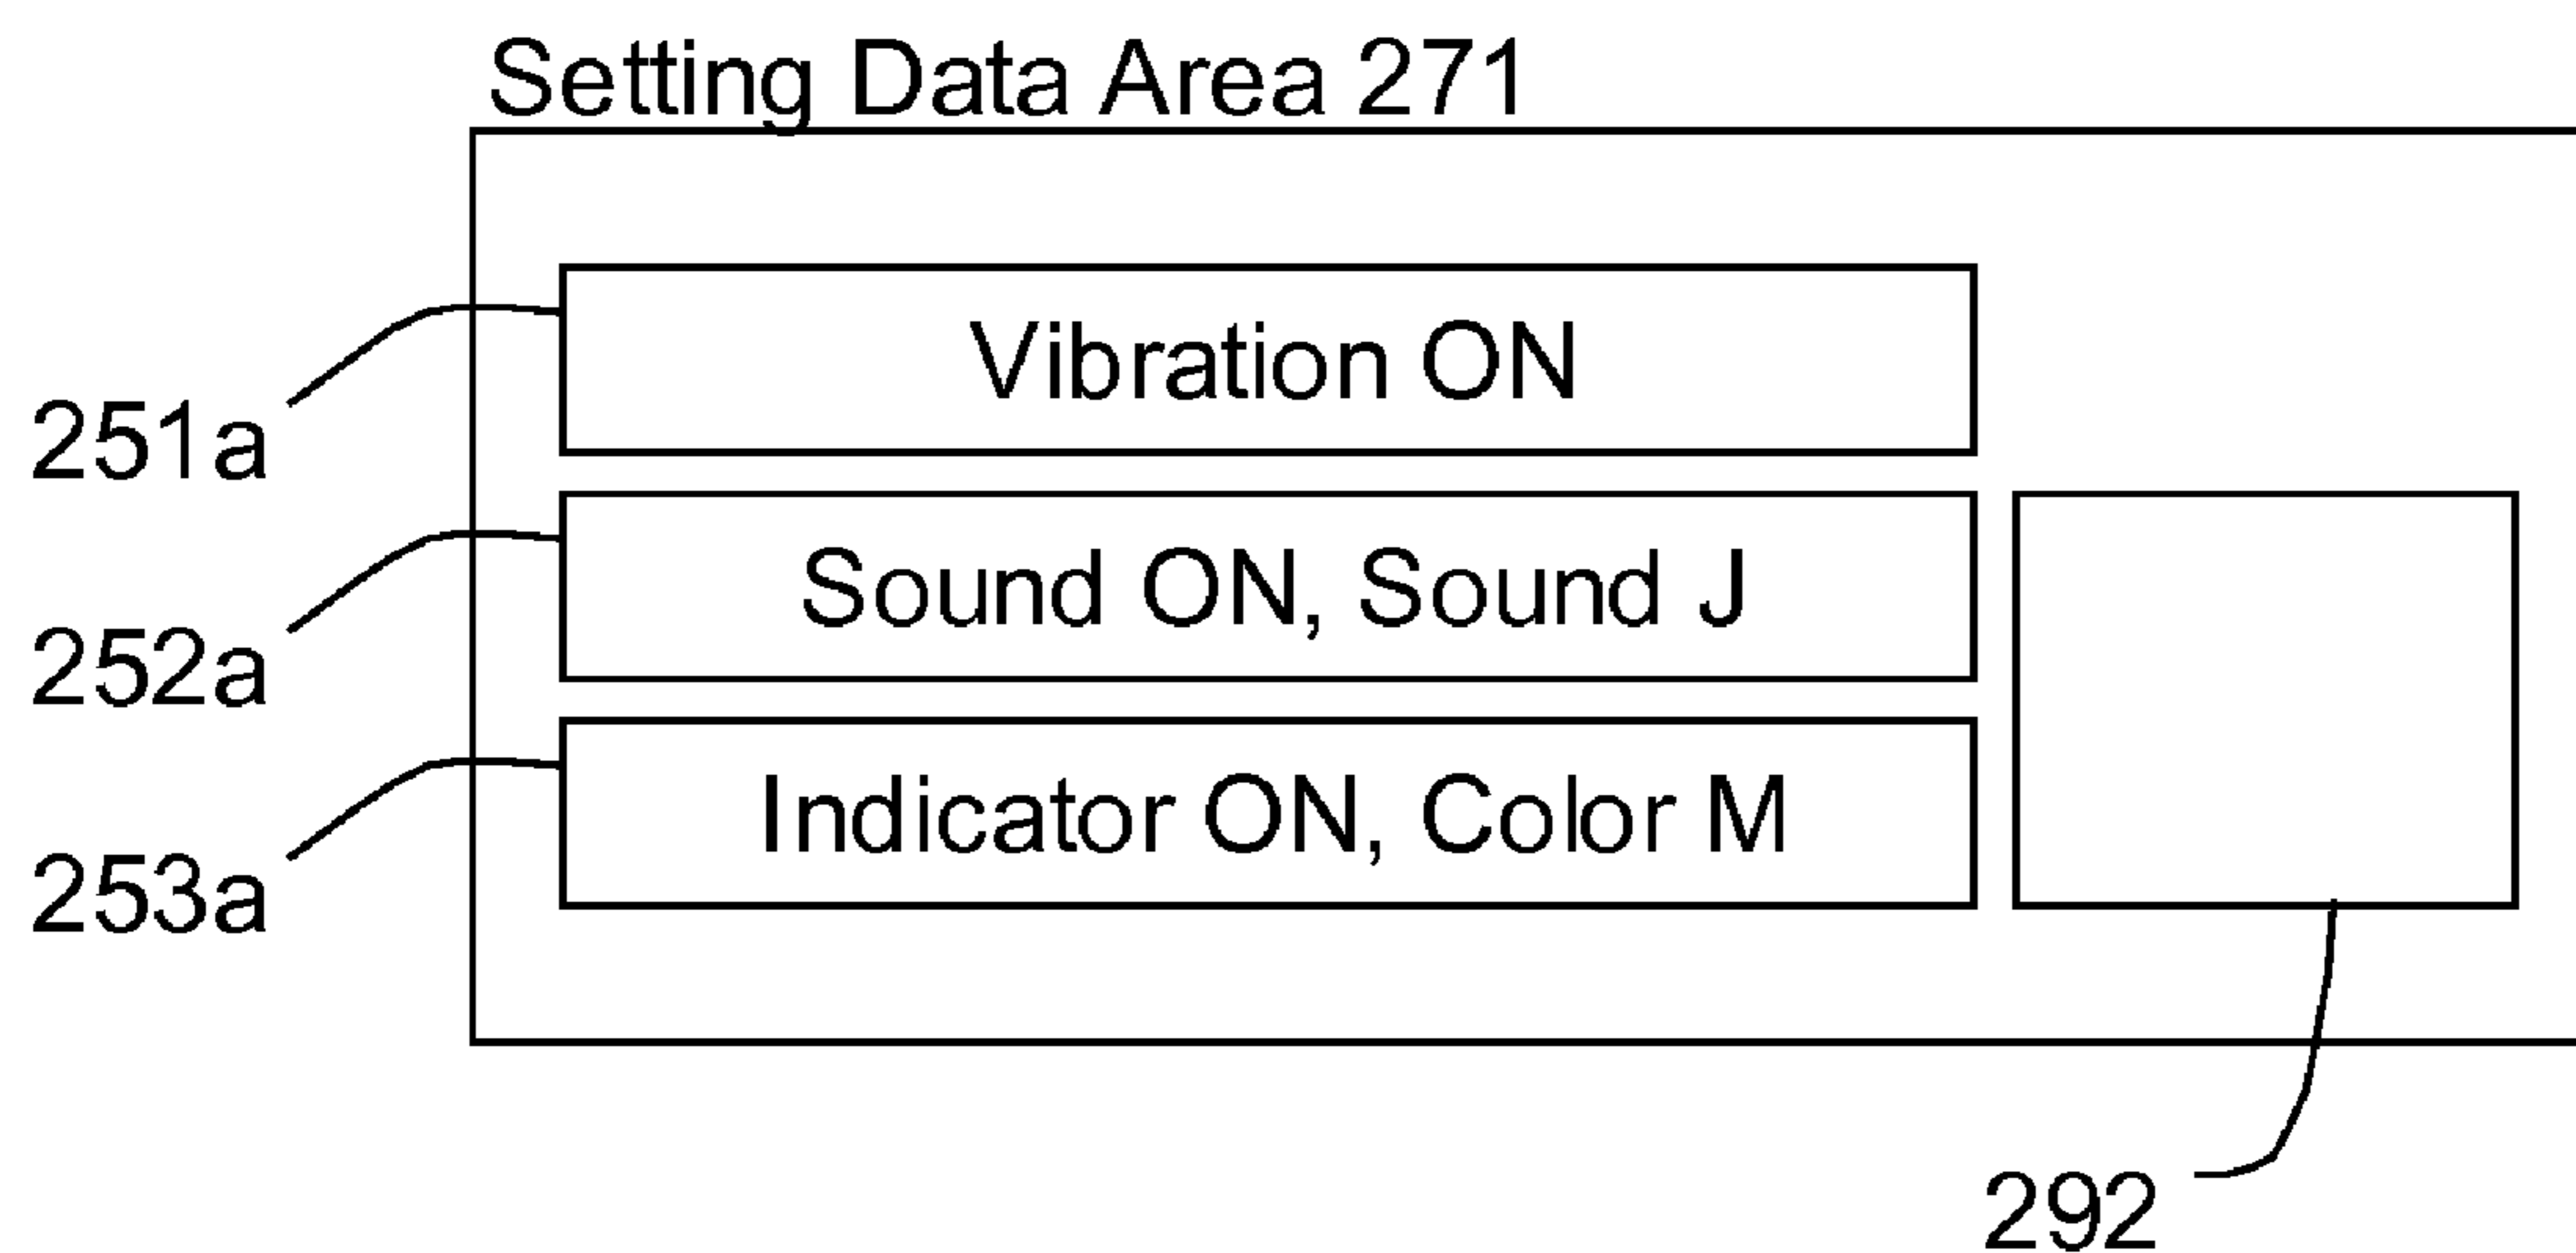 Setting Data Area 271
Vibration ON
251a
Sound ON, Sound J
252a
Indicator ON, Color M
253a
292